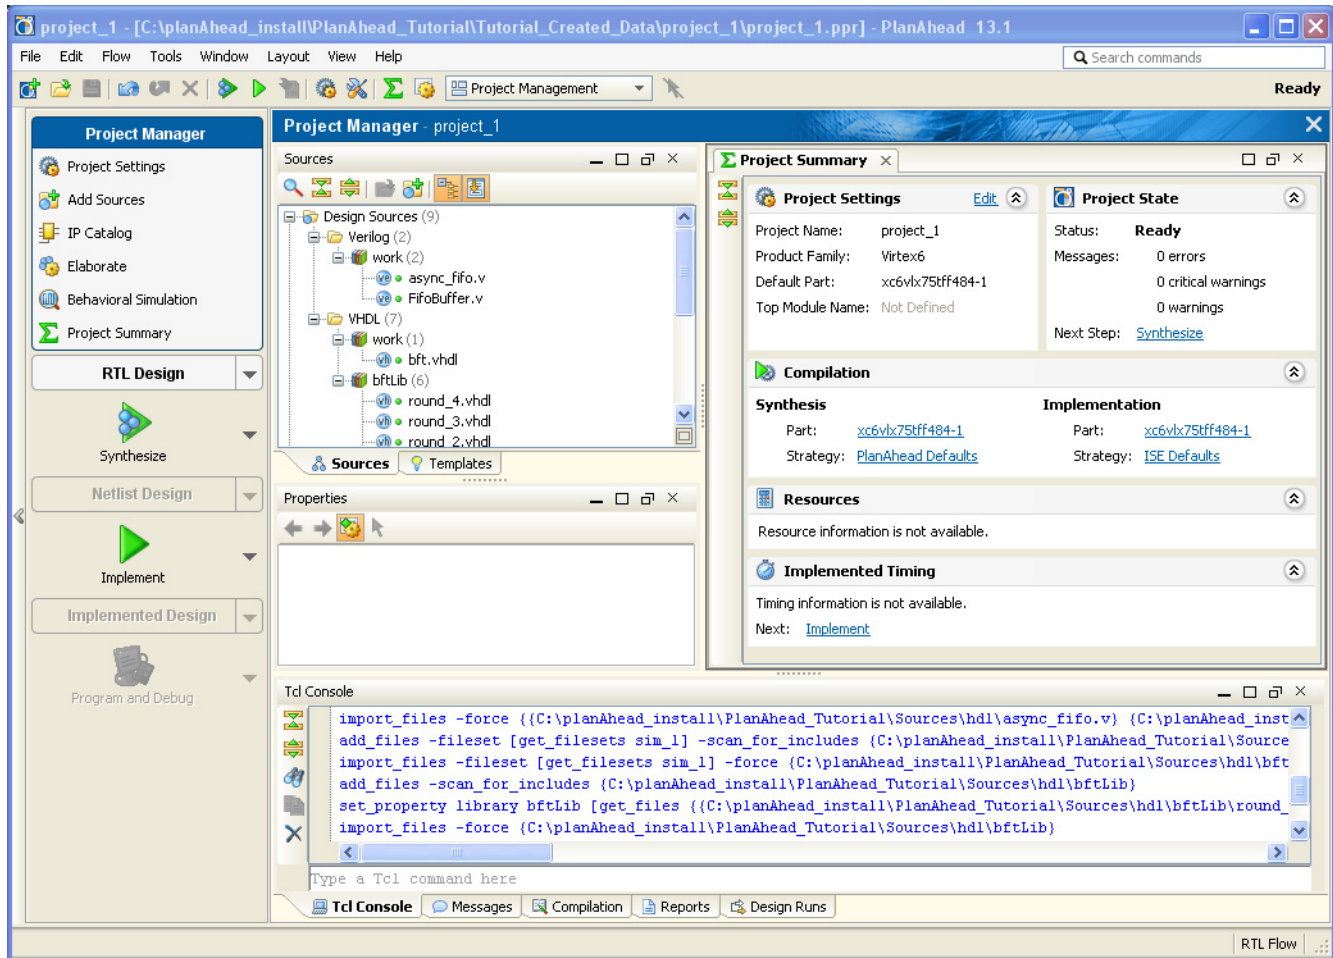 project_1 - [C:\planAhead_install\PlanAhead_Tutorial\Tutorial_Created_Data\project_1\project_1.ppr] - PlanAhead 13.1
File Edit Flow Tools Window Layout View Help
Search commands
Project Management
Ready
Project Manager
Project Settings
Add Sources
IP Catalog
Elaborate
Behavioral Simulation
Project Summary
RTL Design
Synthesize
Netlist Design
Implement
Implemented Design
Program and Debug
Project Manager - project_1
Sources
Design Sources (9)
Verilog (2)
work (2)
async_fifo.v
FifoBuffer.v
VHDL (7)
work (1)
bft.vhdl
bftLib (6)
round_4.vhdl
round_3.vhdl
round_2.vhdl
Sources Templates
Properties
Project Summary
Project Settings Edit
Project Name: project_1
Product Family: Virtex6
Default Part: xc6vlx75tff484-1
Top Module Name: Not Defined
Project State
Status: Ready
Messages: 0 errors
0 critical warnings
0 warnings
Next Step: Synthesize
Compilation
Synthesis
Part: xc6vlx75tff484-1
Strategy: PlanAhead Defaults
Implementation
Part: xc6vlx75tff484-1
Strategy: ISE Defaults
Resources
Resource information is not available.
Implemented Timing
Timing information is not available.
Next: Implement
Tcl Console
import_files -force {{C:\planAhead_install\PlanAhead_Tutorial\Sources\hdl\async_fifo.v} {C:\planAhead_inst
add_files -fileset [get_filesets sim_1] -scan_for_includes {C:\planAhead_install\PlanAhead_Tutorial\Source
import_files -fileset [get_filesets sim_1] -force {C:\planAhead_install\PlanAhead_Tutorial\Sources\hdl\bft
add_files -scan_for_includes {C:\planAhead_install\PlanAhead_Tutorial\Sources\hdl\bftLib}
set_property library bftLib [get_files {{C:\planAhead_install\PlanAhead_Tutorial\Sources\hdl\bftLib\round_
import_files -force {C:\planAhead_install\PlanAhead_Tutorial\Sources\hdl\bftLib}
Type a Tcl command here
Tcl Console Messages Compilation Reports Design Runs
RTL Flow